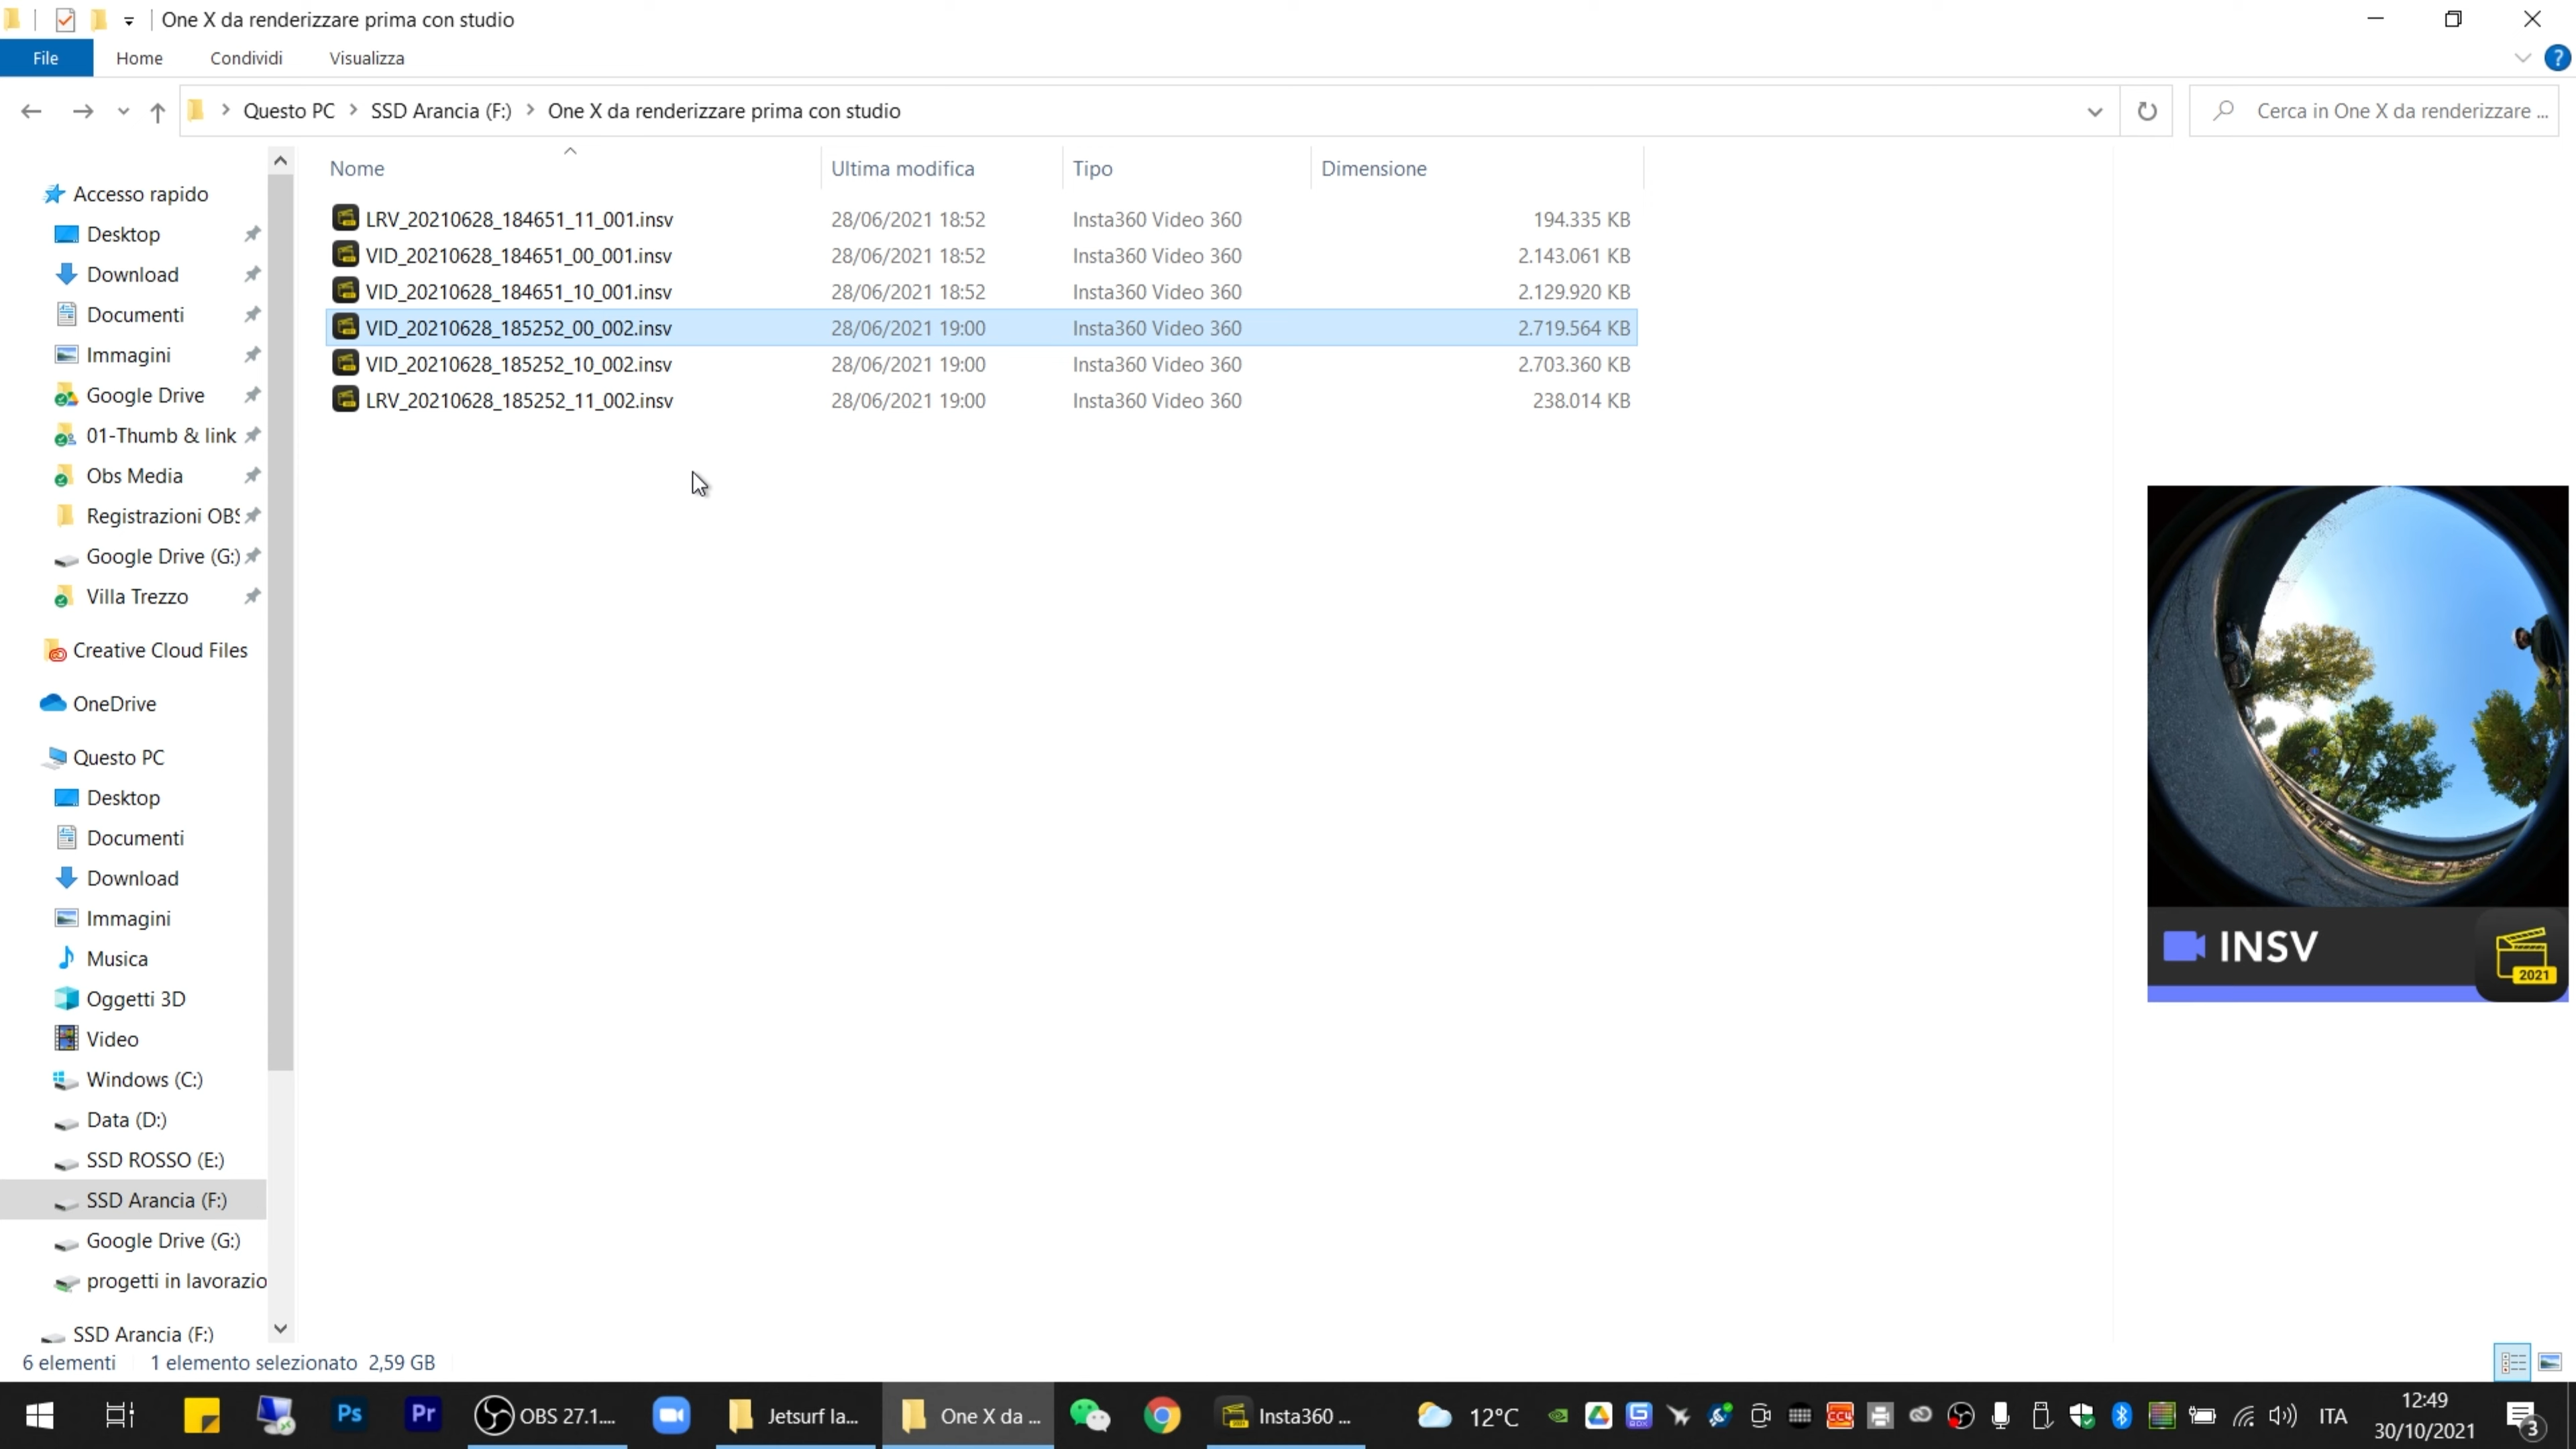 One X da renderizzare prima con studio
File Home Condividi Visualizza
Questo PC SSD Arancia (F:) One X da renderizzare prima con studio
Cerca in One X da renderizzare ...
Nome Ultima modifica Tipo Dimensione
LRV_20210628_184651_11_001.insv 28/06/2021 18:52 Insta360 Video 360 194.335 KB
VID_20210628_184651_00_001.insv 28/06/2021 18:52 Insta360 Video 360 2.143.061 KB
VID_20210628_184651_10_001.insv 28/06/2021 18:52 Insta360 Video 360 2.129.920 KB
VID_20210628_185252_00_002.insv 28/06/2021 19:00 Insta360 Video 360 2.719.564 KB
VID_20210628_185252_10_002.insv 28/06/2021 19:00 Insta360 Video 360 2.703.360 KB
LRV_20210628_185252_11_002.insv 28/06/2021 19:00 Insta360 Video 360 238.014 KB
Accesso rapido
Desktop
Download
Documenti
Immagini
Google Drive
01-Thumb & link
Obs Media
Registrazioni OBS
Google Drive (G:)
Villa Trezzo
Creative Cloud Files
OneDrive
Questo PC
Desktop
Documenti
Download
Immagini
Musica
Oggetti 3D
Video
Windows (C:)
Data (D:)
SSD ROSSO (E:)
SSD Arancia (F:)
Google Drive (G:)
progetti in lavorazio
SSD Arancia (F:)
INSV
2021
6 elementi 1 elemento selezionato 2,59 GB
Ps Pr OBS 27.1.... Jetsurf la... One X da ... Insta360 ... 12°C ITA
12:49
30/10/2021
3